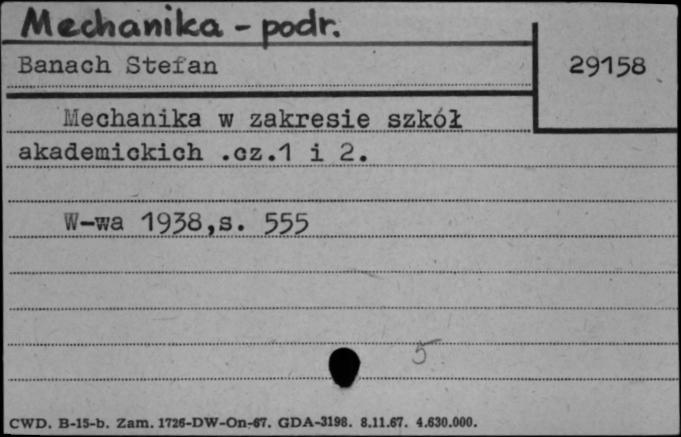 Mechanika - podr.
Banach Stefan
29158
Mechanika w zakresie szkół
akademickich .cz.1 i 2.
W-wa 1938,s. 555
5
CWD. B-15-b. Zam. 1726-DW-On-67. GDA-3198. 8.11.67. 4.630.000.